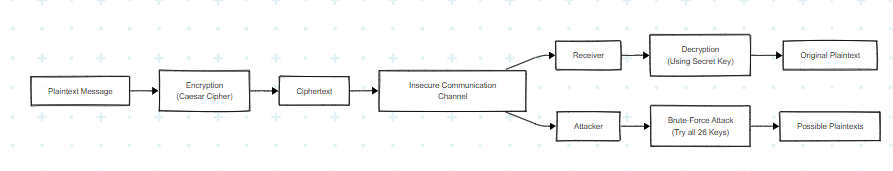 Plaintext Message
Encryption
(Caesar Cipher)
Ciphertext
Insecure Communication
Channel
Receiver
Decryption
(Using Secret Key)
Original Plaintext
Attacker
Brute-Force Attack
(Try all 26 Keys)
Possible Plaintexts